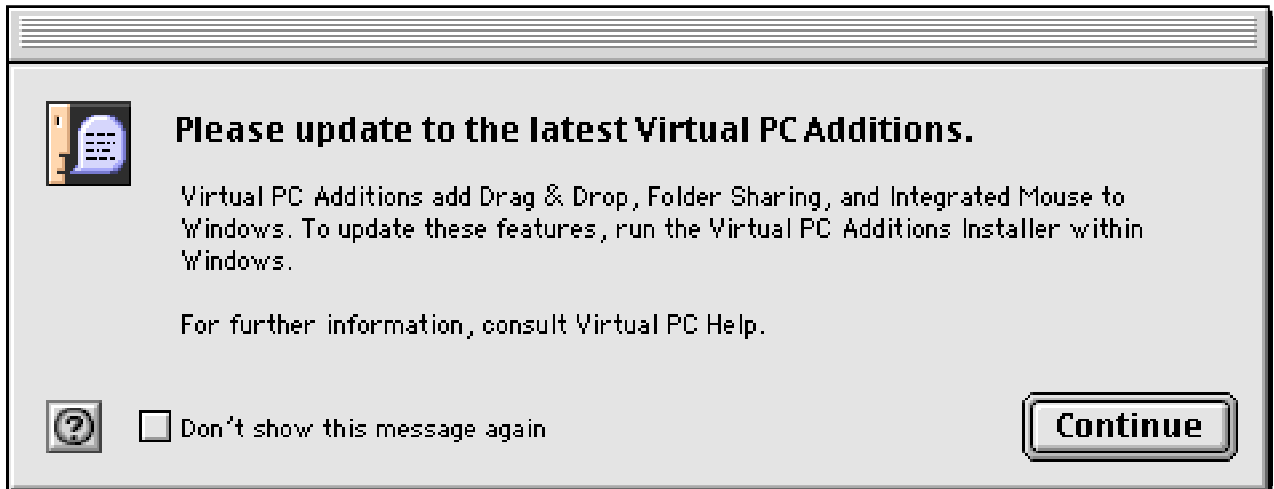 Please update to the latest Virtual PC Additions.
Virtual PC Additions add Drag & Drop, Folder Sharing, and Integrated Mouse to
Windows. To update these features, run the Virtual PC Additions Installer within
Windows.
For further information, consult Virtual PC Help.
?
Don't show this message again
Continue